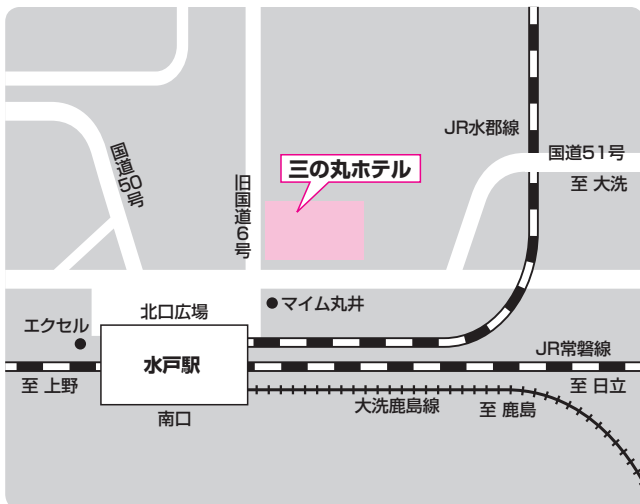 JR水郡線
国道51号
至 大洗
国道50号
旧国道6号
三の丸ホテル
北口広場
マイム丸井
エクセル
水戸駅
JR常磐線
至 上野
至 日立
大洗鹿島線
至 鹿島
南口